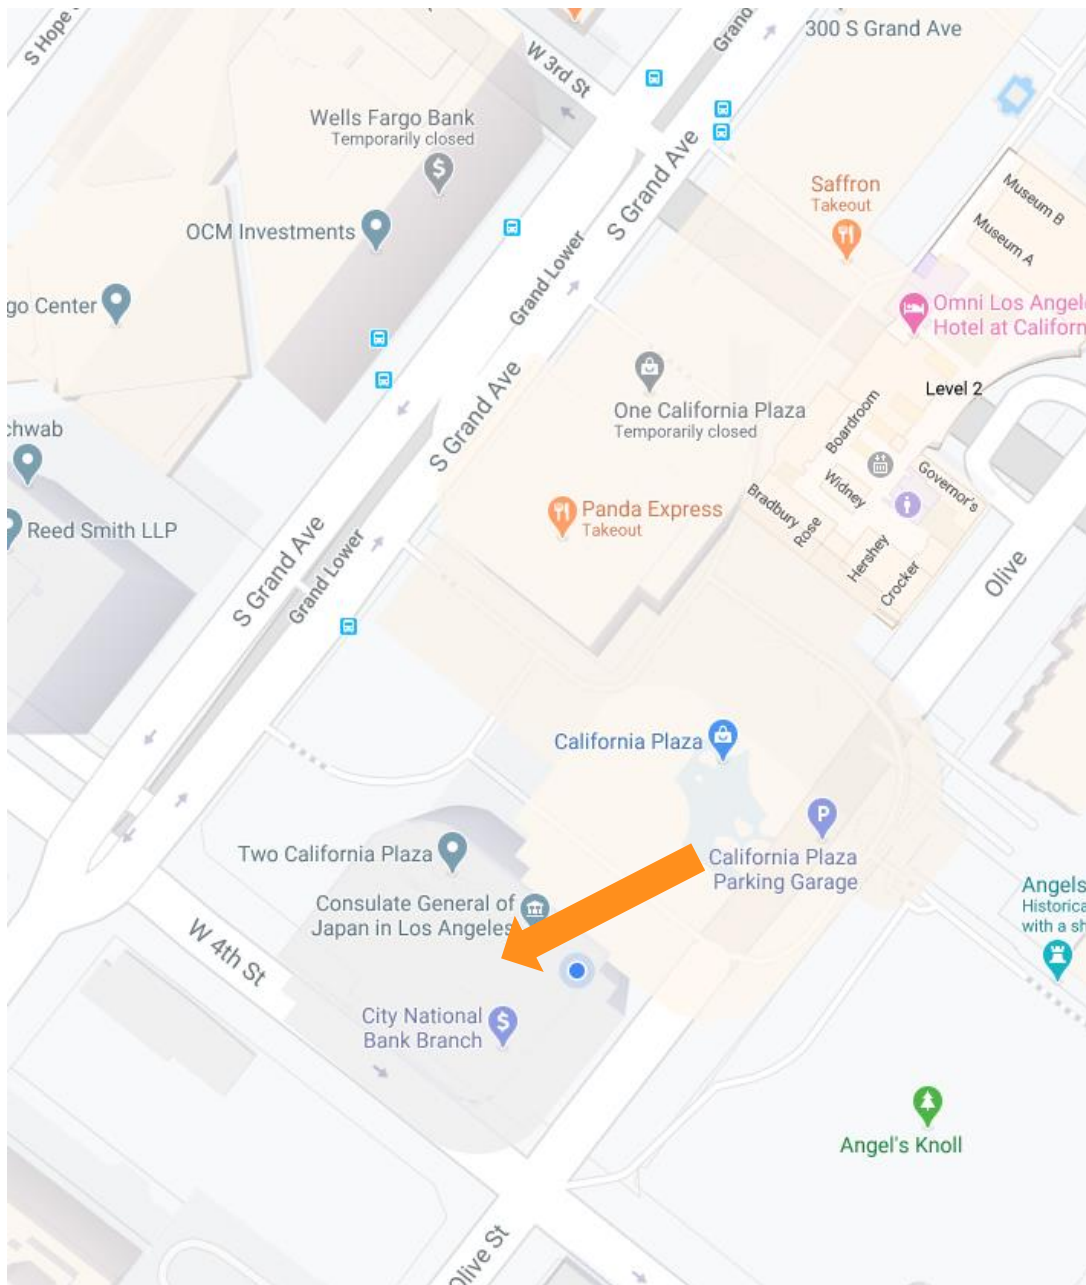 S Hope
W 3rd St
Grand
300 S Grand Ave
Wells Fargo Bank
Temporarily closed
$
S Grand Ave
Saffron
Takeout
Museum B
Museum A
OCM Investments
Grand Lower
go Center
Omni Los Angel
Hotel at Californ
One California Plaza
Temporarily closed
Level 2
S Grand Ave
Boardroom
chwab
Widney
Governor's
Bradbury
Rose
Panda Express
Takeout
Reed Smith LLP
S Grand Ave
Grand Lower
Hershey
Crocker
Olive
California Plaza
P
California Plaza
Parking Garage
Two California Plaza
Consulate General of
Japan in Los Angeles
Angels
Historica
with a sh
W 4th St
City National
Bank Branch
$
Angel's Knoll
Olive St